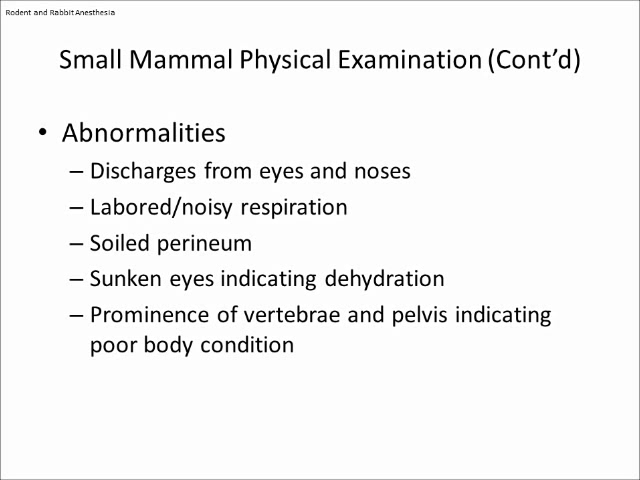 Rodent and Rabbit Anesthesia
Small Mammal Physical Examination (Cont’d)
• Abnormalities
– Discharges from eyes and noses
– Labored/noisy respiration
– Soiled perineum
– Sunken eyes indicating dehydration
– Prominence of vertebrae and pelvis indicating
poor body condition